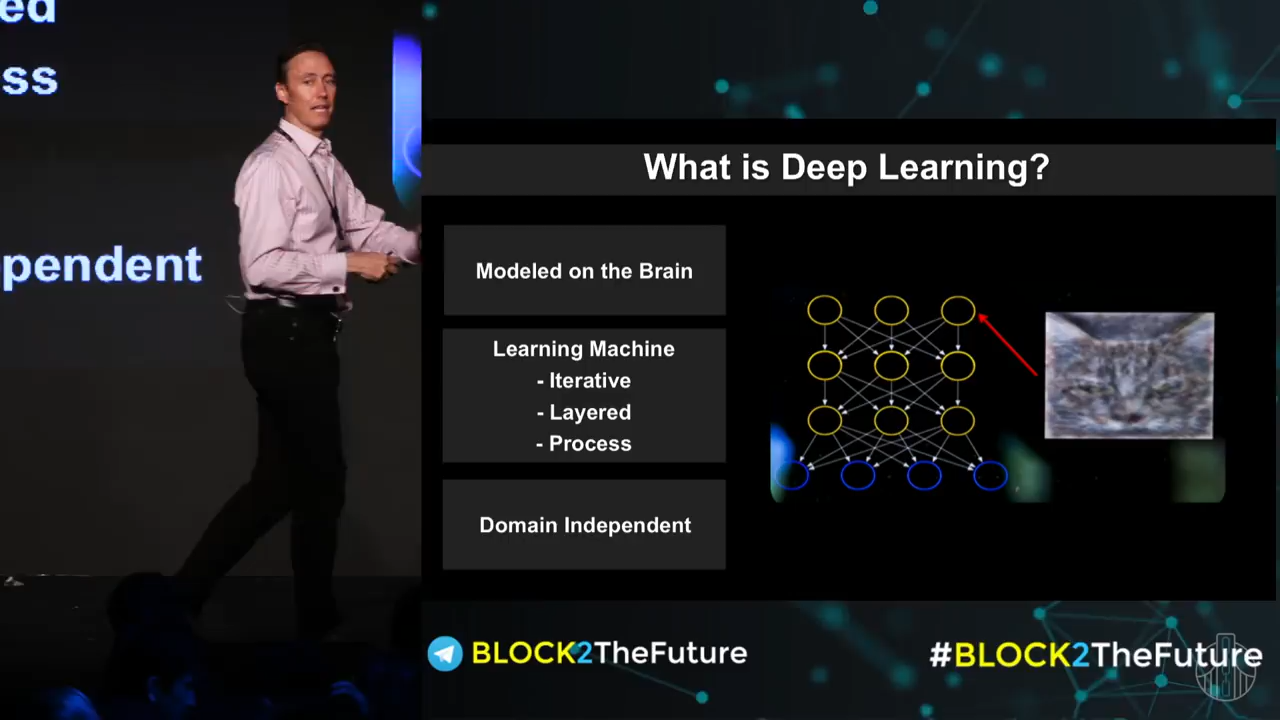 ed
ss
pendent
What is Deep Learning?
Modeled on the Brain
Learning Machine
- Iterative
- Layered
- Process
Domain Independent
BLOCK2TheFuture
#BLOCK2TheFuture